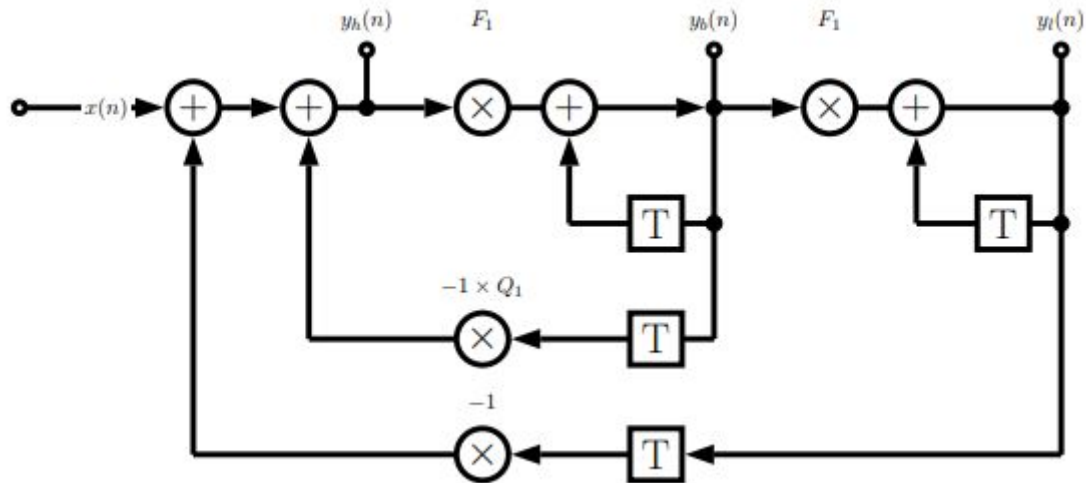 y_h(n) F_1 y_b(n) F_1 y_l(n)
x(n) + + × + × +
T T
−1 × Q_1
× T
−1
× T